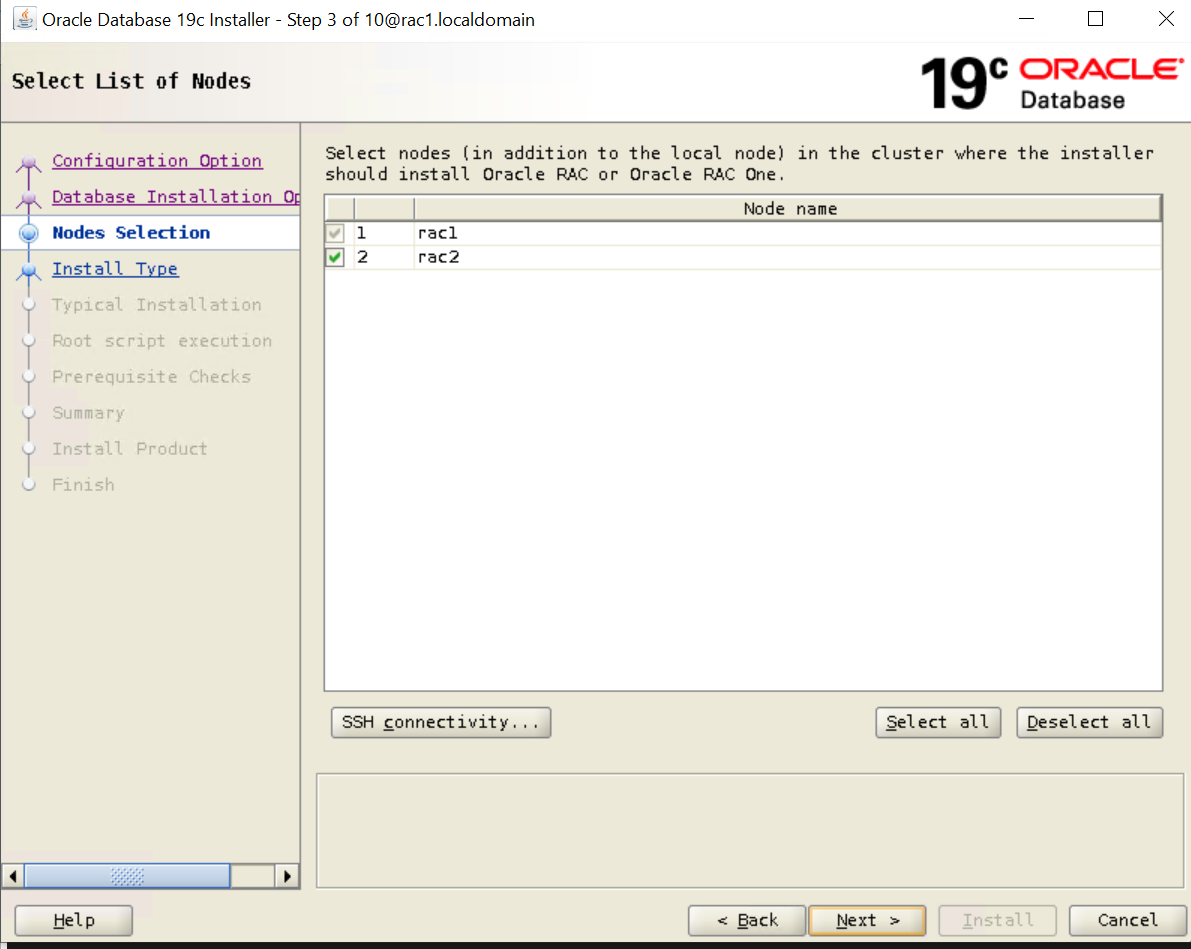 Oracle Database 19c Installer - Step 3 of 10@rac1.localdomain
Select List of Nodes
19c ORACLE
Database
Configuration Option
Database Installation Op
Nodes Selection
Install Type
Typical Installation
Root script execution
Prerequisite Checks
Summary
Install Product
Finish
Select nodes (in addition to the local node) in the cluster where the installer
should install Oracle RAC or Oracle RAC One.
Node name
1 rac1
2 rac2
SSH connectivity... Select all Deselect all
Help < Back Next > Install Cancel